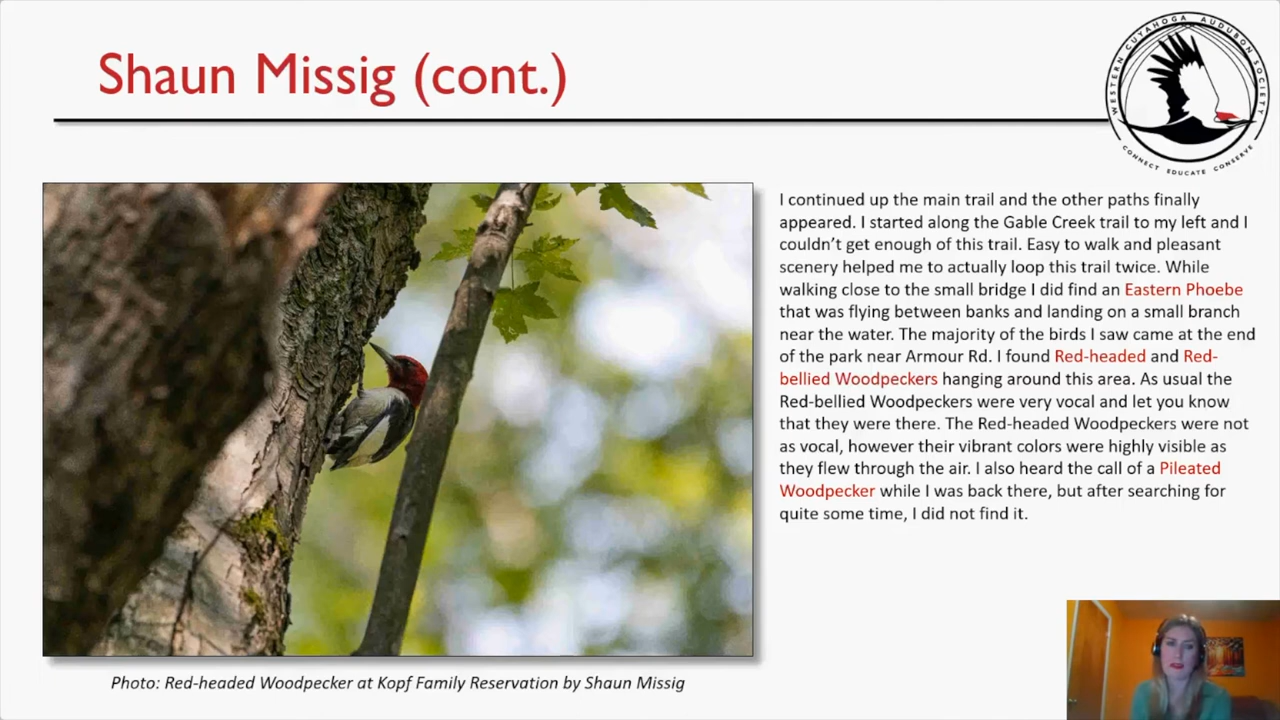 Shaun Missig (cont.)
WESTERN CUYAHOGA AUDUBON SOCIETY
CONNECT EDUCATE CONSERVE
I continued up the main trail and the other paths finally
appeared. I started along the Gable Creek trail to my left and I
couldn't get enough of this trail. Easy to walk and pleasant
scenery helped me to actually loop this trail twice. While
walking close to the small bridge I did find an Eastern Phoebe
that was flying between banks and landing on a small branch
near the water. The majority of the birds I saw came at the end
of the park near Armour Rd. I found Red-headed and Red-
bellied Woodpeckers hanging around this area. As usual the
Red-bellied Woodpeckers were very vocal and let you know
that they were there. The Red-headed Woodpeckers were not
as vocal, however their vibrant colors were highly visible as
they flew through the air. I also heard the call of a Pileated
Woodpecker while I was back there, but after searching for
quite some time, I did not find it.
Photo: Red-headed Woodpecker at Kopf Family Reservation by Shaun Missig